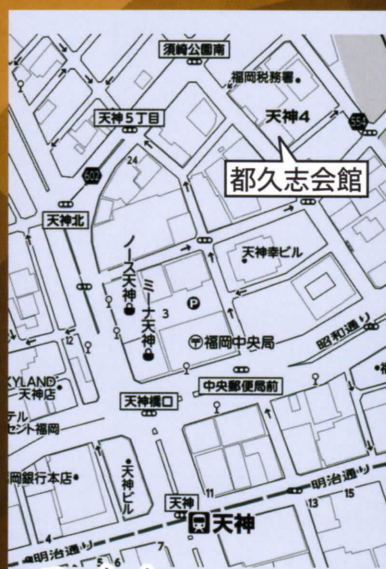 須崎公園南
福岡税務署
天神5丁目
天神4
602
都久志会館
24
天神北
ノース天神
ミーナ天神
天神幸ビル
3
P
昭和通り
福岡中央局
12
天神店
中央郵便局前
天神橋口
セント福岡
岡銀行本店
天神ビル
天神
11
13
15
明治通り
天神
4
明治通り
5
6
7